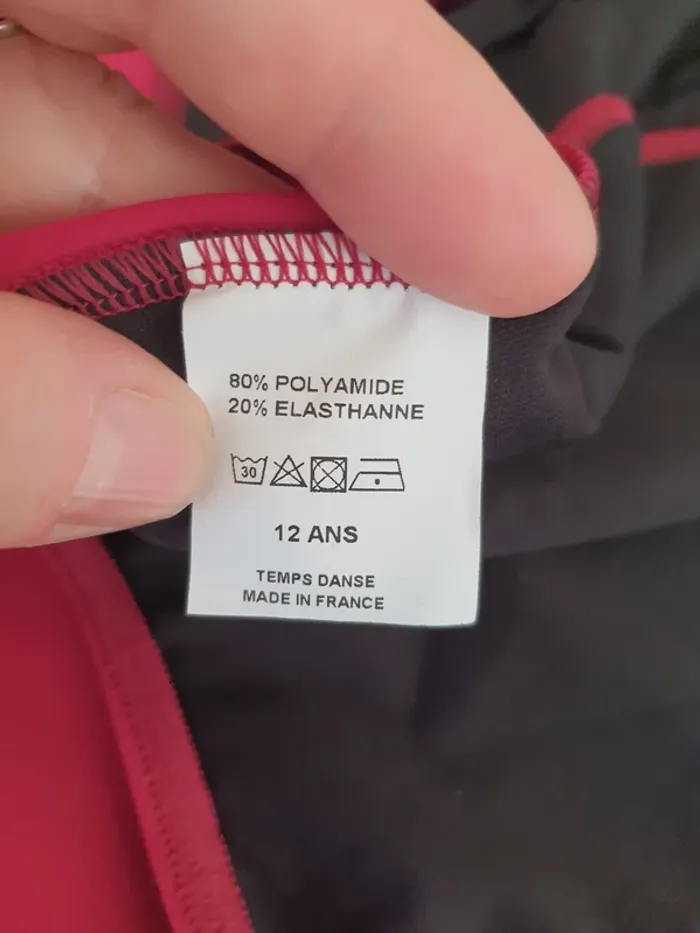 80% POLYAMIDE
20% ELASTHANNE
30
12 ANS
TEMPS DANSE
MADE IN FRANCE